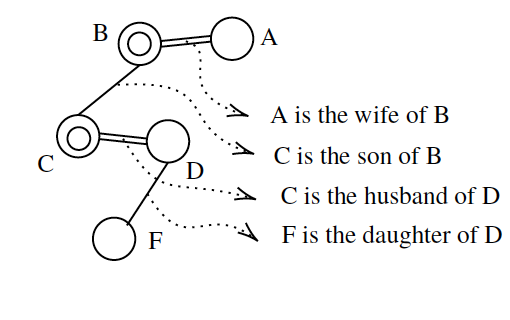 B
A
A is the wife of B
C
D
C is the son of B
C is the husband of D
F
F is the daughter of D